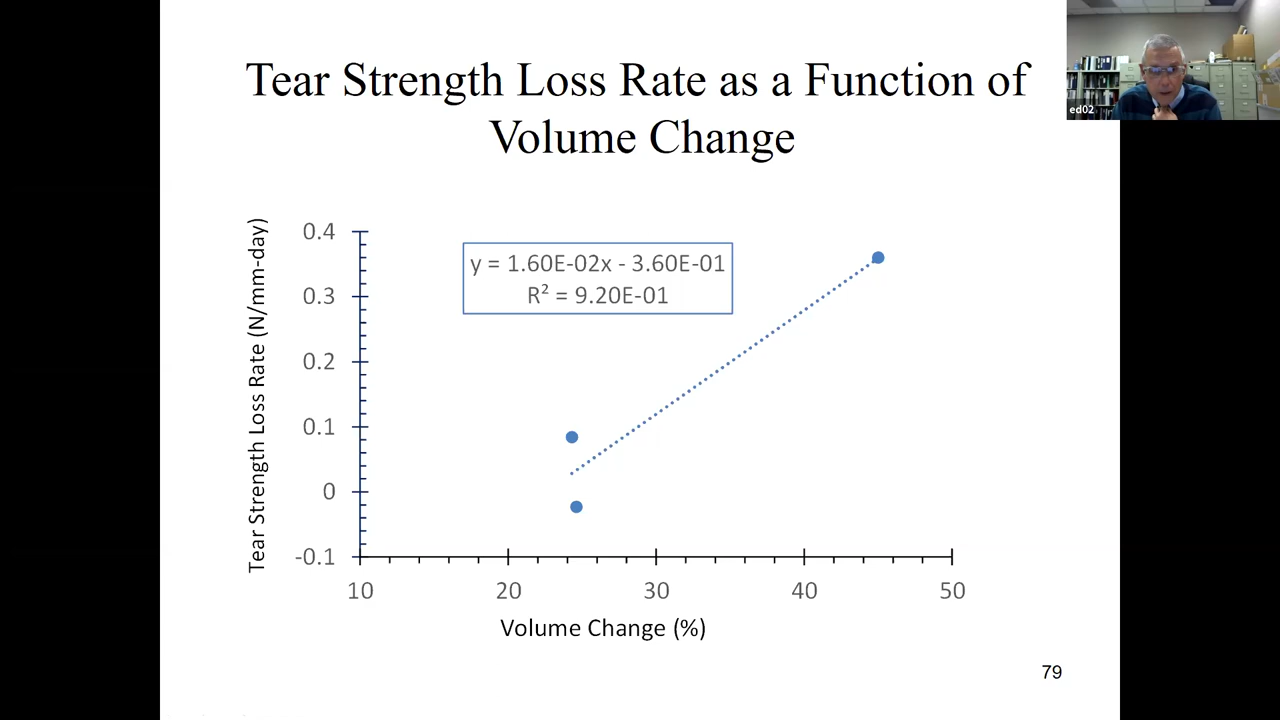 Tear Strength Loss Rate as a Function of
Volume Change
ed02
Tear Strength Loss Rate (N/mm-day)
0.4
0.3
0.2
0.1
0
-0.1
y = 1.60E-02x - 3.60E-01
R² = 9.20E-01
10 20 30 40 50
Volume Change (%)
79